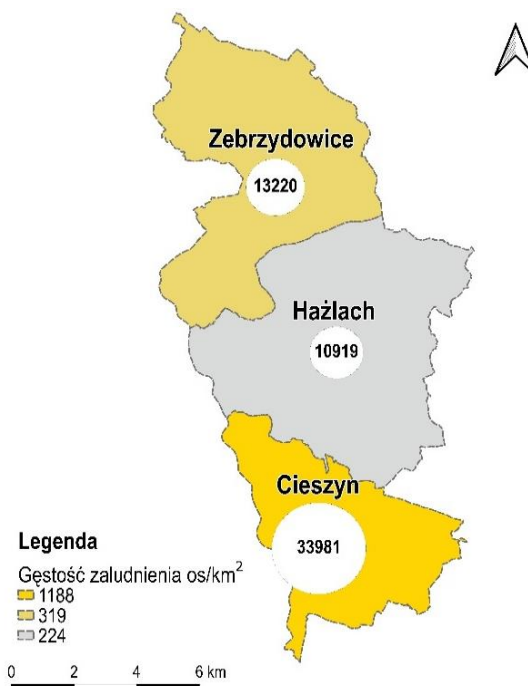 Zebrzydowice
13220
Hażlach
10919
Cieszyn
33981
Legenda
Gęstość zaludnienia os/km²
1188
319
224
0 2 4 6 km